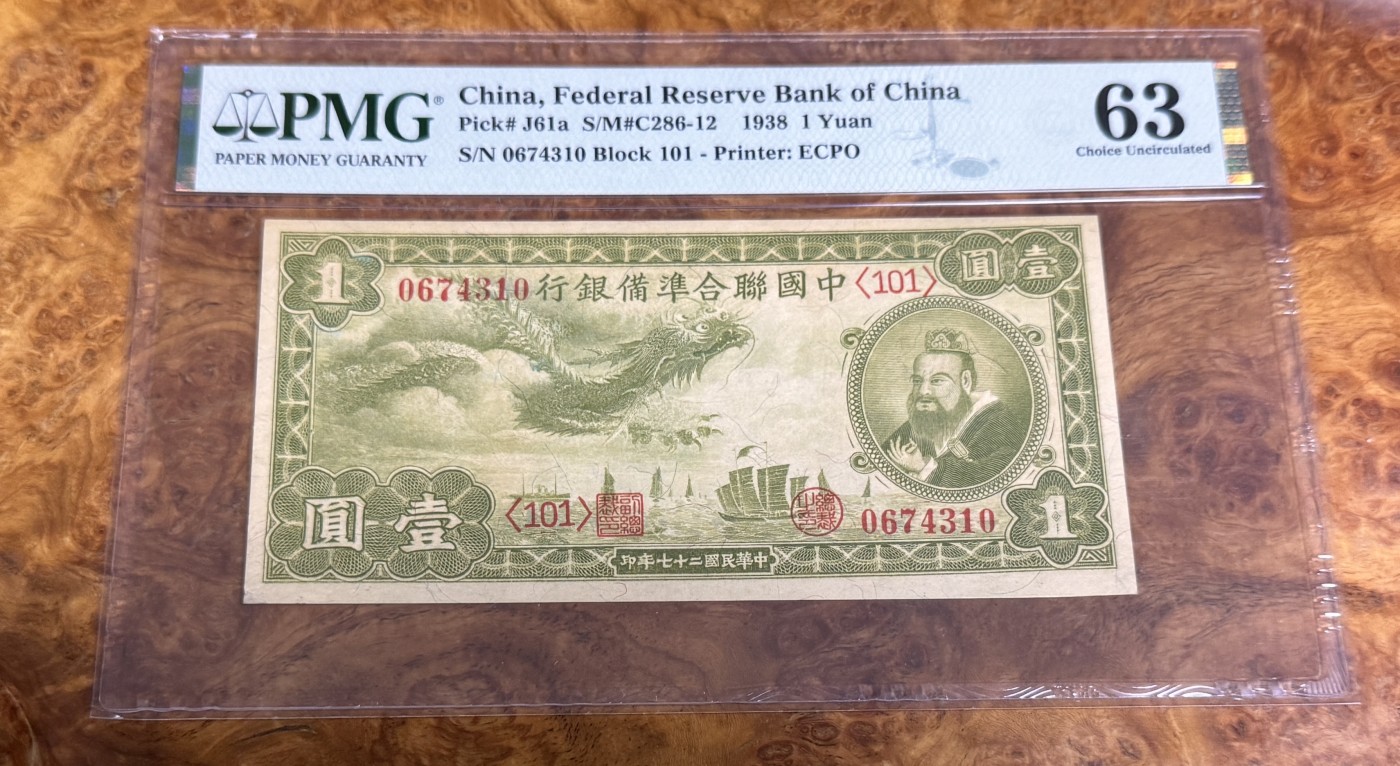 PMG®
PAPER MONEY GUARANTY
China, Federal Reserve Bank of China
Pick# J61a S/M#C286-12 1938 1 Yuan
S/N 0674310 Block 101 - Printer: ECPO
63
Choice Uncirculated
1
0674310
行銀備準合聯國中
〈101〉
圓壹
圓壹
〈101〉
0674310
1
印年七十二國民華中